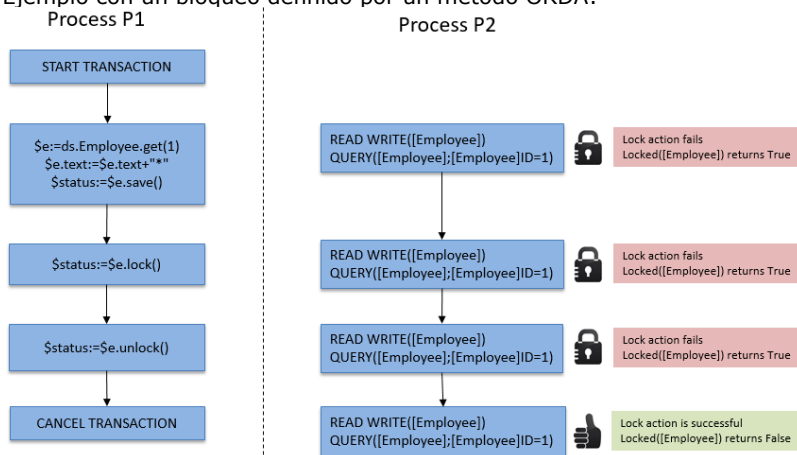 Ejemplo con un bloqueo definido por un método ORDA:
Process P1
Process P2
START TRANSACTION
$e:=ds.Employee.get(1)
$e.text:=$e.text+"*"
$status:=$e.save()
READ WRITE([Employee])
QUERY([Employee];[Employee]ID=1)
Lock action fails
Locked([Employee]) returns True
$status:=$e.lock()
READ WRITE([Employee])
QUERY([Employee];[Employee]ID=1)
Lock action fails
Locked([Employee]) returns True
$status:=$e.unlock()
READ WRITE([Employee])
QUERY([Employee];[Employee]ID=1)
Lock action fails
Locked([Employee]) returns True
CANCEL TRANSACTION
READ WRITE([Employee])
QUERY([Employee];[Employee]ID=1)
Lock action is successful
Locked([Employee]) returns False